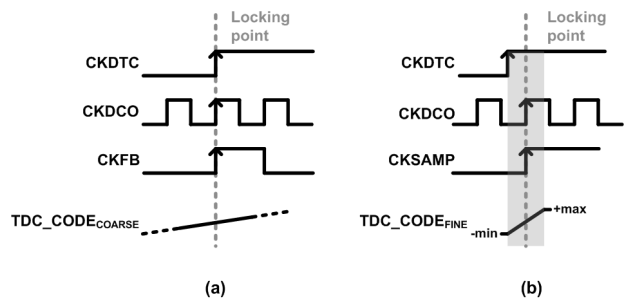 Locking
point
CKDTC
CKDCO
CKFB
TDC_CODECOARSE
(a)
Locking
point
CKDTC
CKDCO
CKSAMP
TDC_CODEFINE
-min
+max
(b)